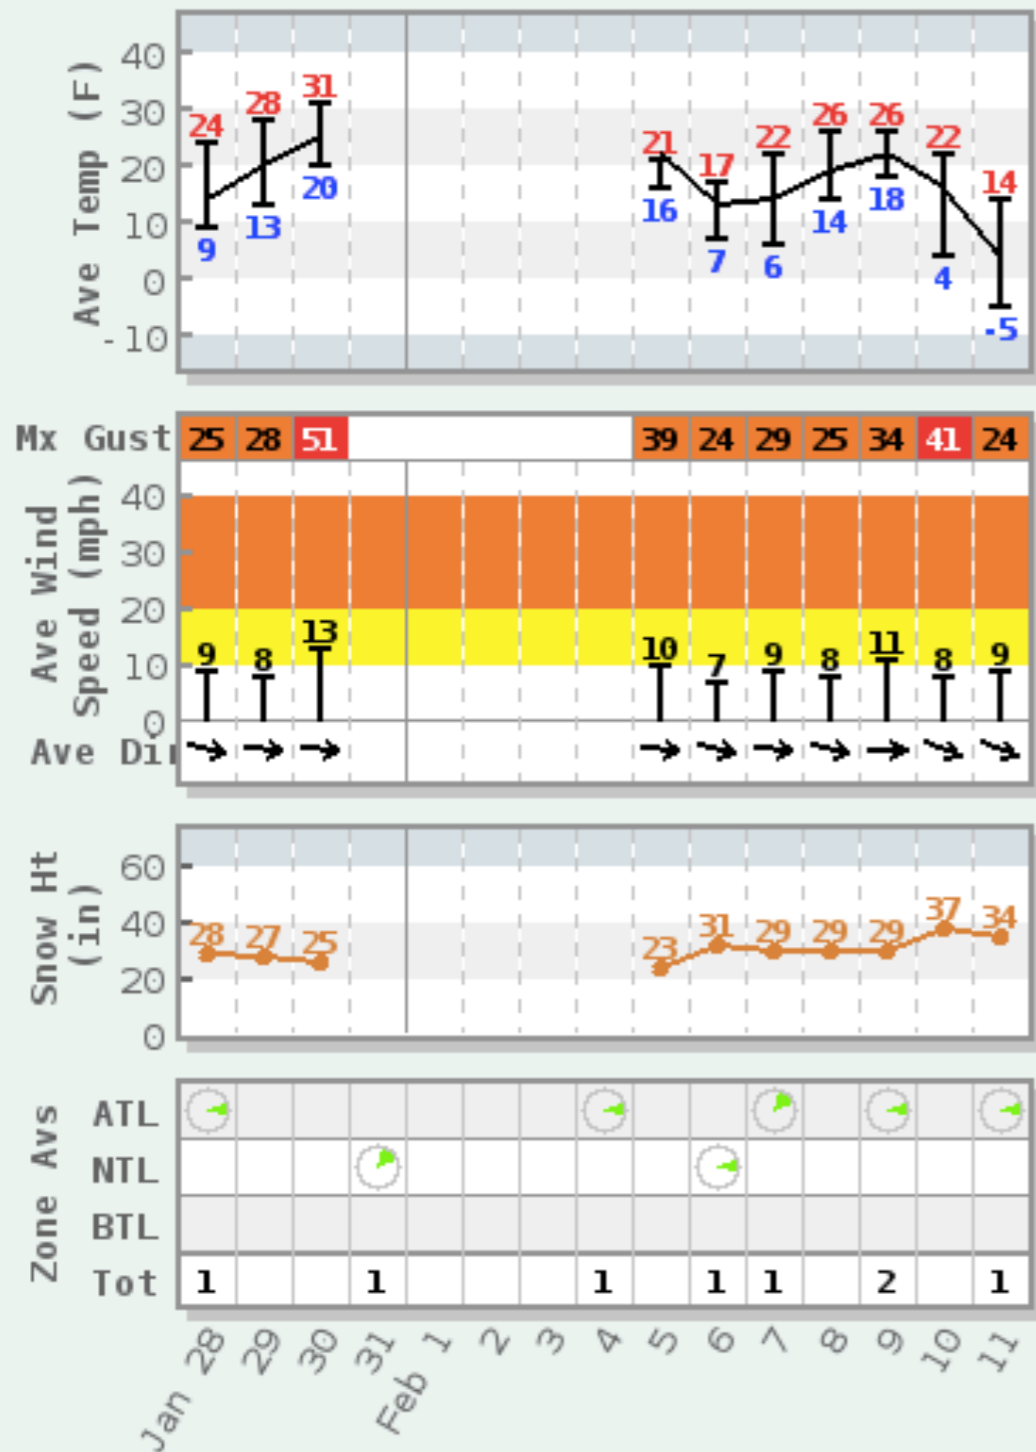 Ave Temp (F)
40
30
20
10
0
-10
24 28 31 21 17 22 26 26 22 14
9 13 20 16 7 6 14 18 4 -5
Mx Gust 25 28 51 39 24 29 25 34 41 24
Ave Wind
Speed (mph)
40
30
20
10
0
9 8 13 10 7 9 8 11 8 9
Ave Dir
Snow Ht
(in)
60
40
20
0
28 27 25 23 31 29 29 29 37 34
Zone Avs
ATL
NTL
BTL
Tot 1 1 1 1 1 2 1
Jan 28 29 30 31 Feb 1 2 3 4 5 6 7 8 9 10 11